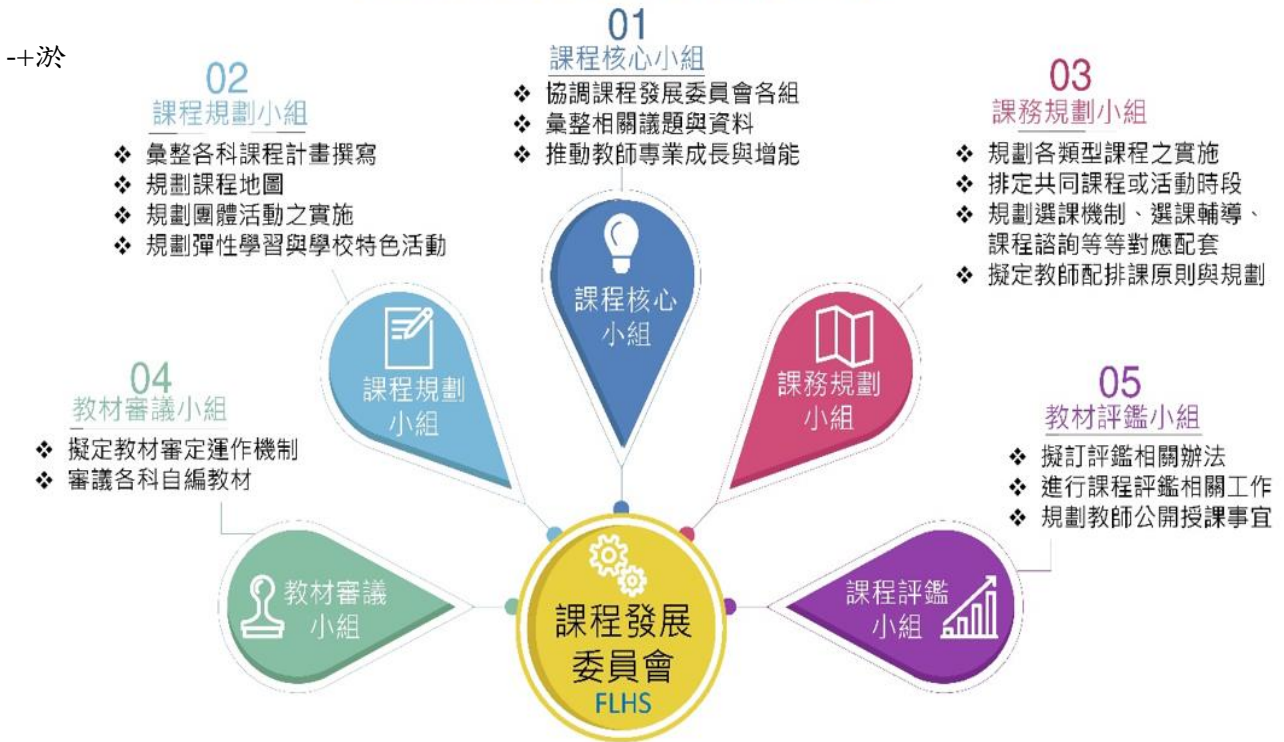 -+淤
01
課程核心小組
❖ 協調課程發展委員會各組
❖ 彙整相關議題與資料
❖ 推動教師專業成長與增能
02
課程規劃小組
❖ 彙整各科課程計畫撰寫
❖ 規劃課程地圖
❖ 規劃團體活動之實施
❖ 規劃彈性學習與學校特色活動
03
課務規劃小組
❖ 規劃各類型課程之實施
❖ 排定共同課程或活動時段
❖ 規劃選課機制、選課輔導、
課程諮詢等等對應配套
❖ 擬定教師配排課原則與規劃
04
教材審議小組
❖ 擬定教材審定運作機制
❖ 審議各科自編教材
05
教材評鑑小組
❖ 擬訂評鑑相關辦法
❖ 進行課程評鑑相關工作
❖ 規劃教師公開授課事宜
課程核心
小組
課程規劃
小組
課務規劃
小組
教材審議
小組
課程評鑑
小組
課程發展
委員會
FLHS